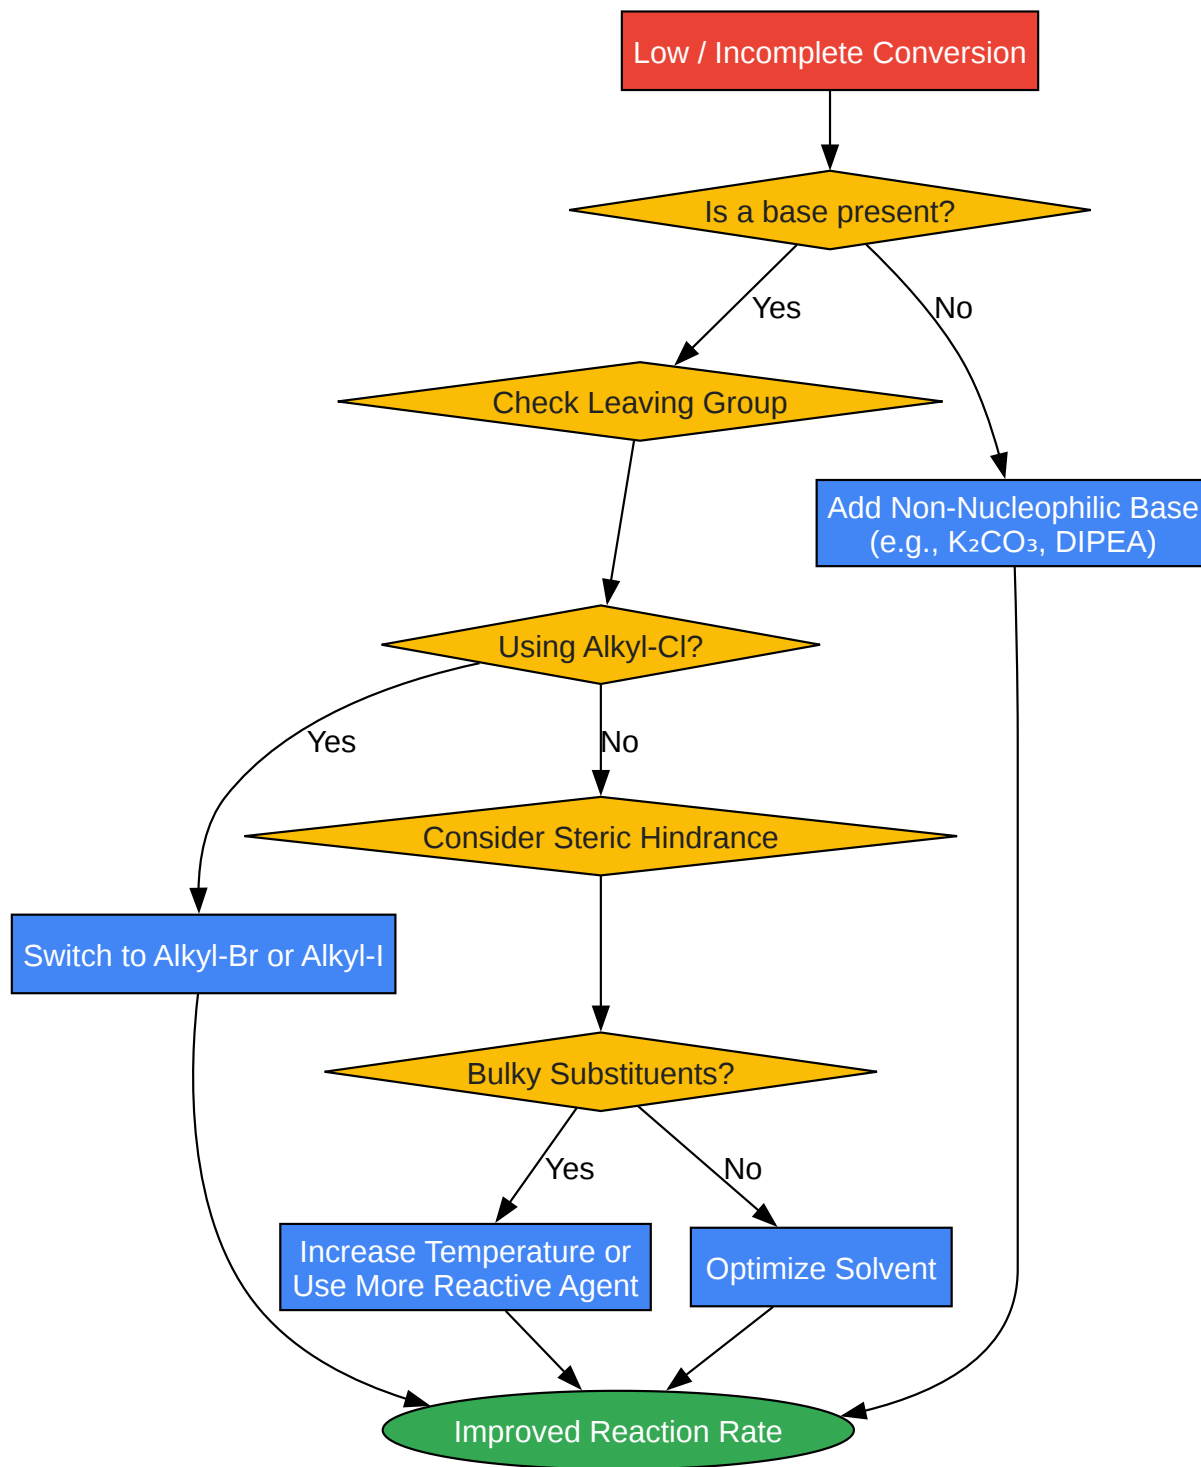 Low / Incomplete Conversion
Is a base present?
Yes
No
Check Leaving Group
Add Non-Nucleophilic Base
(e.g., K₂CO₃, DIPEA)
Using Alkyl-Cl?
Yes
No
Consider Steric Hindrance
Switch to Alkyl-Br or Alkyl-I
Bulky Substituents?
Yes
No
Increase Temperature or
Use More Reactive Agent
Optimize Solvent
Improved Reaction Rate